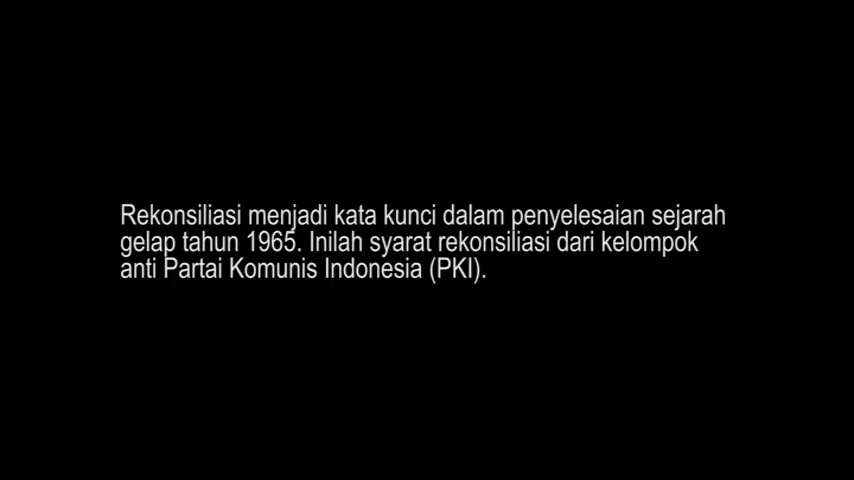 Rekonsiliasi menjadi kata kunci dalam penyelesaian sejarah
gelap tahun 1965. Inilah syarat rekonsiliasi dari kelompok
anti Partai Komunis Indonesia (PKI).